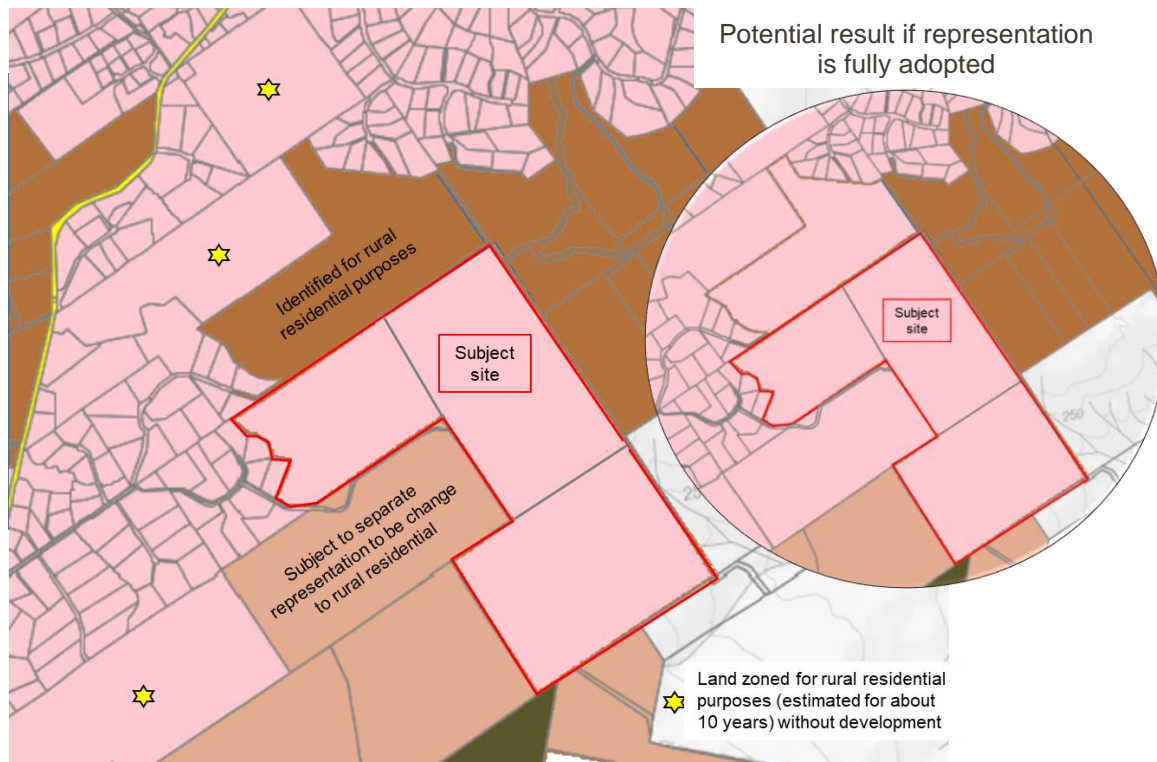 Potential result if representation
is fully adopted
Identified for rural
residential purposes
Subject
site
Subject
site
250
Subject to separate
representation to be change
to rural residential
Land zoned for rural residential
purposes (estimated for about
10 years) without development